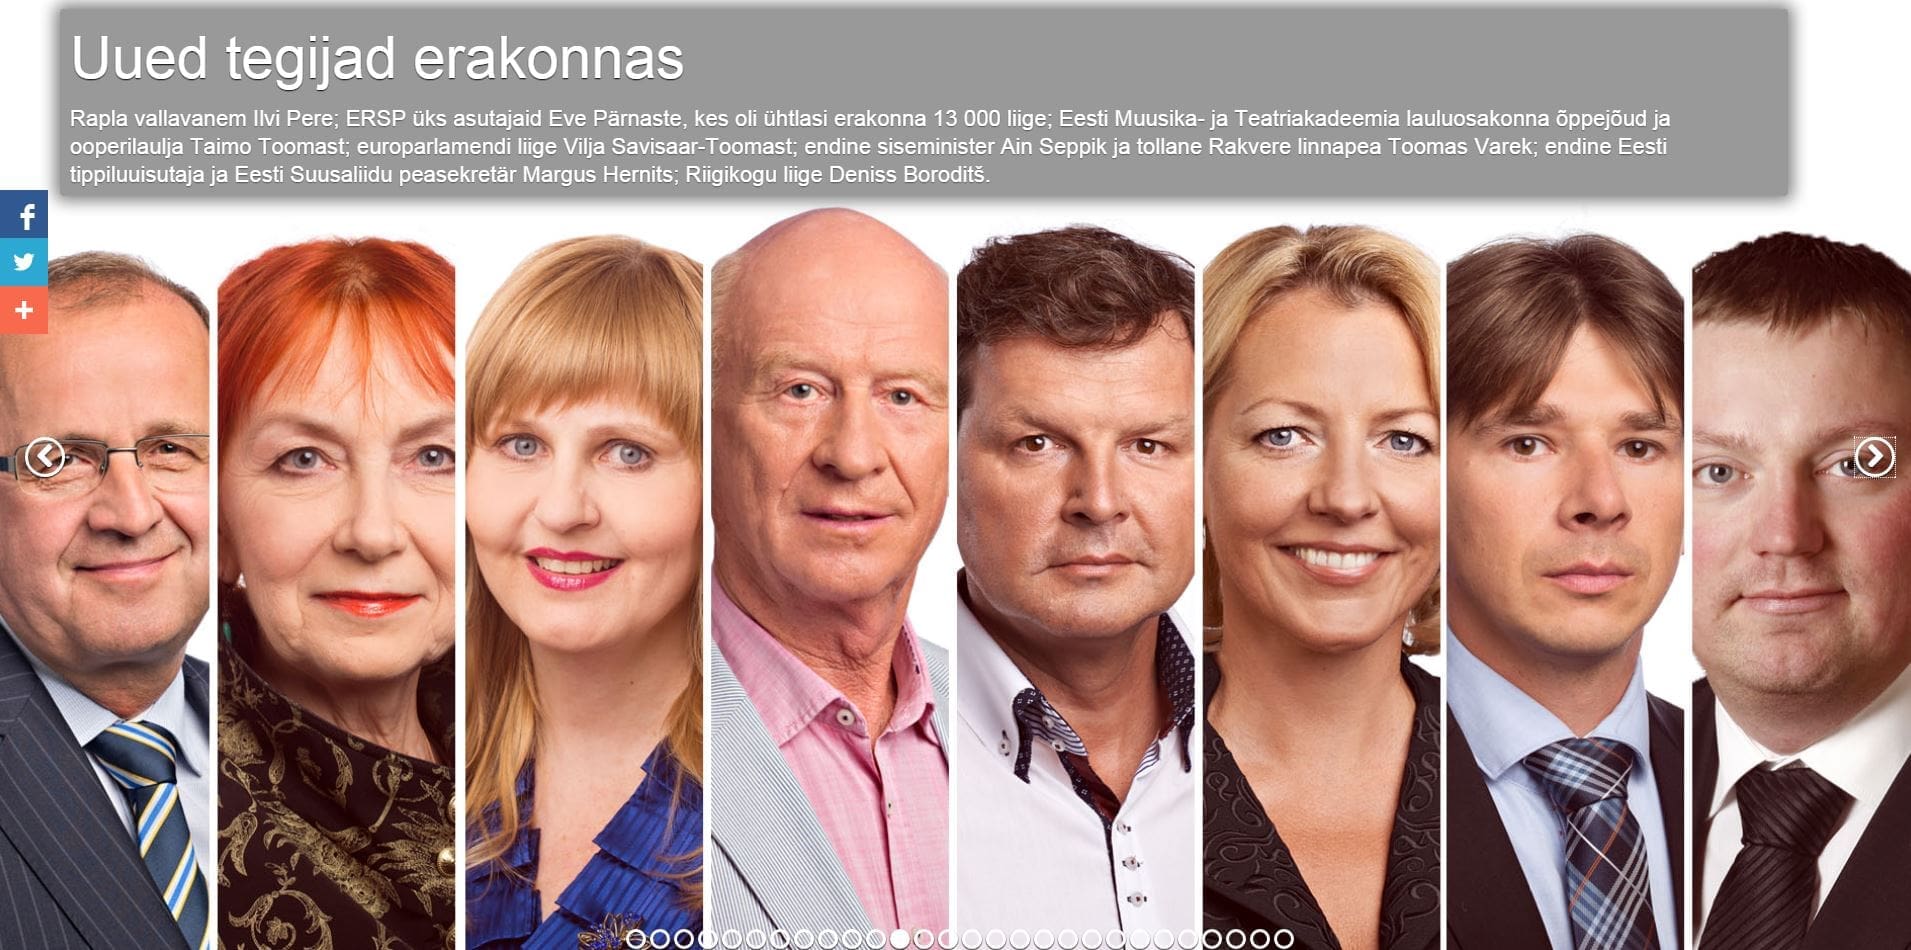 Uued tegijad erakonnas
Rapla vallavanem Ilvi Pere; ERSP üks asutajaid Eve Pärnaste, kes oli ühtlasi erakonna 13 000 liige; Eesti Muusika- ja Teatriakadeemia lauluosakonna õppejõud ja
ooperilaulja Taimo Toomast; europarlamendi liige Vilja Savisaar-Toomast; endine siseminister Ain Seppik ja tollane Rakvere linnapea Toomas Varek; endine Eesti
tippiluuisutaja ja Eesti Suusaliidu peasekretär Margus Hernits; Riigikogu liige Deniss Boroditš.